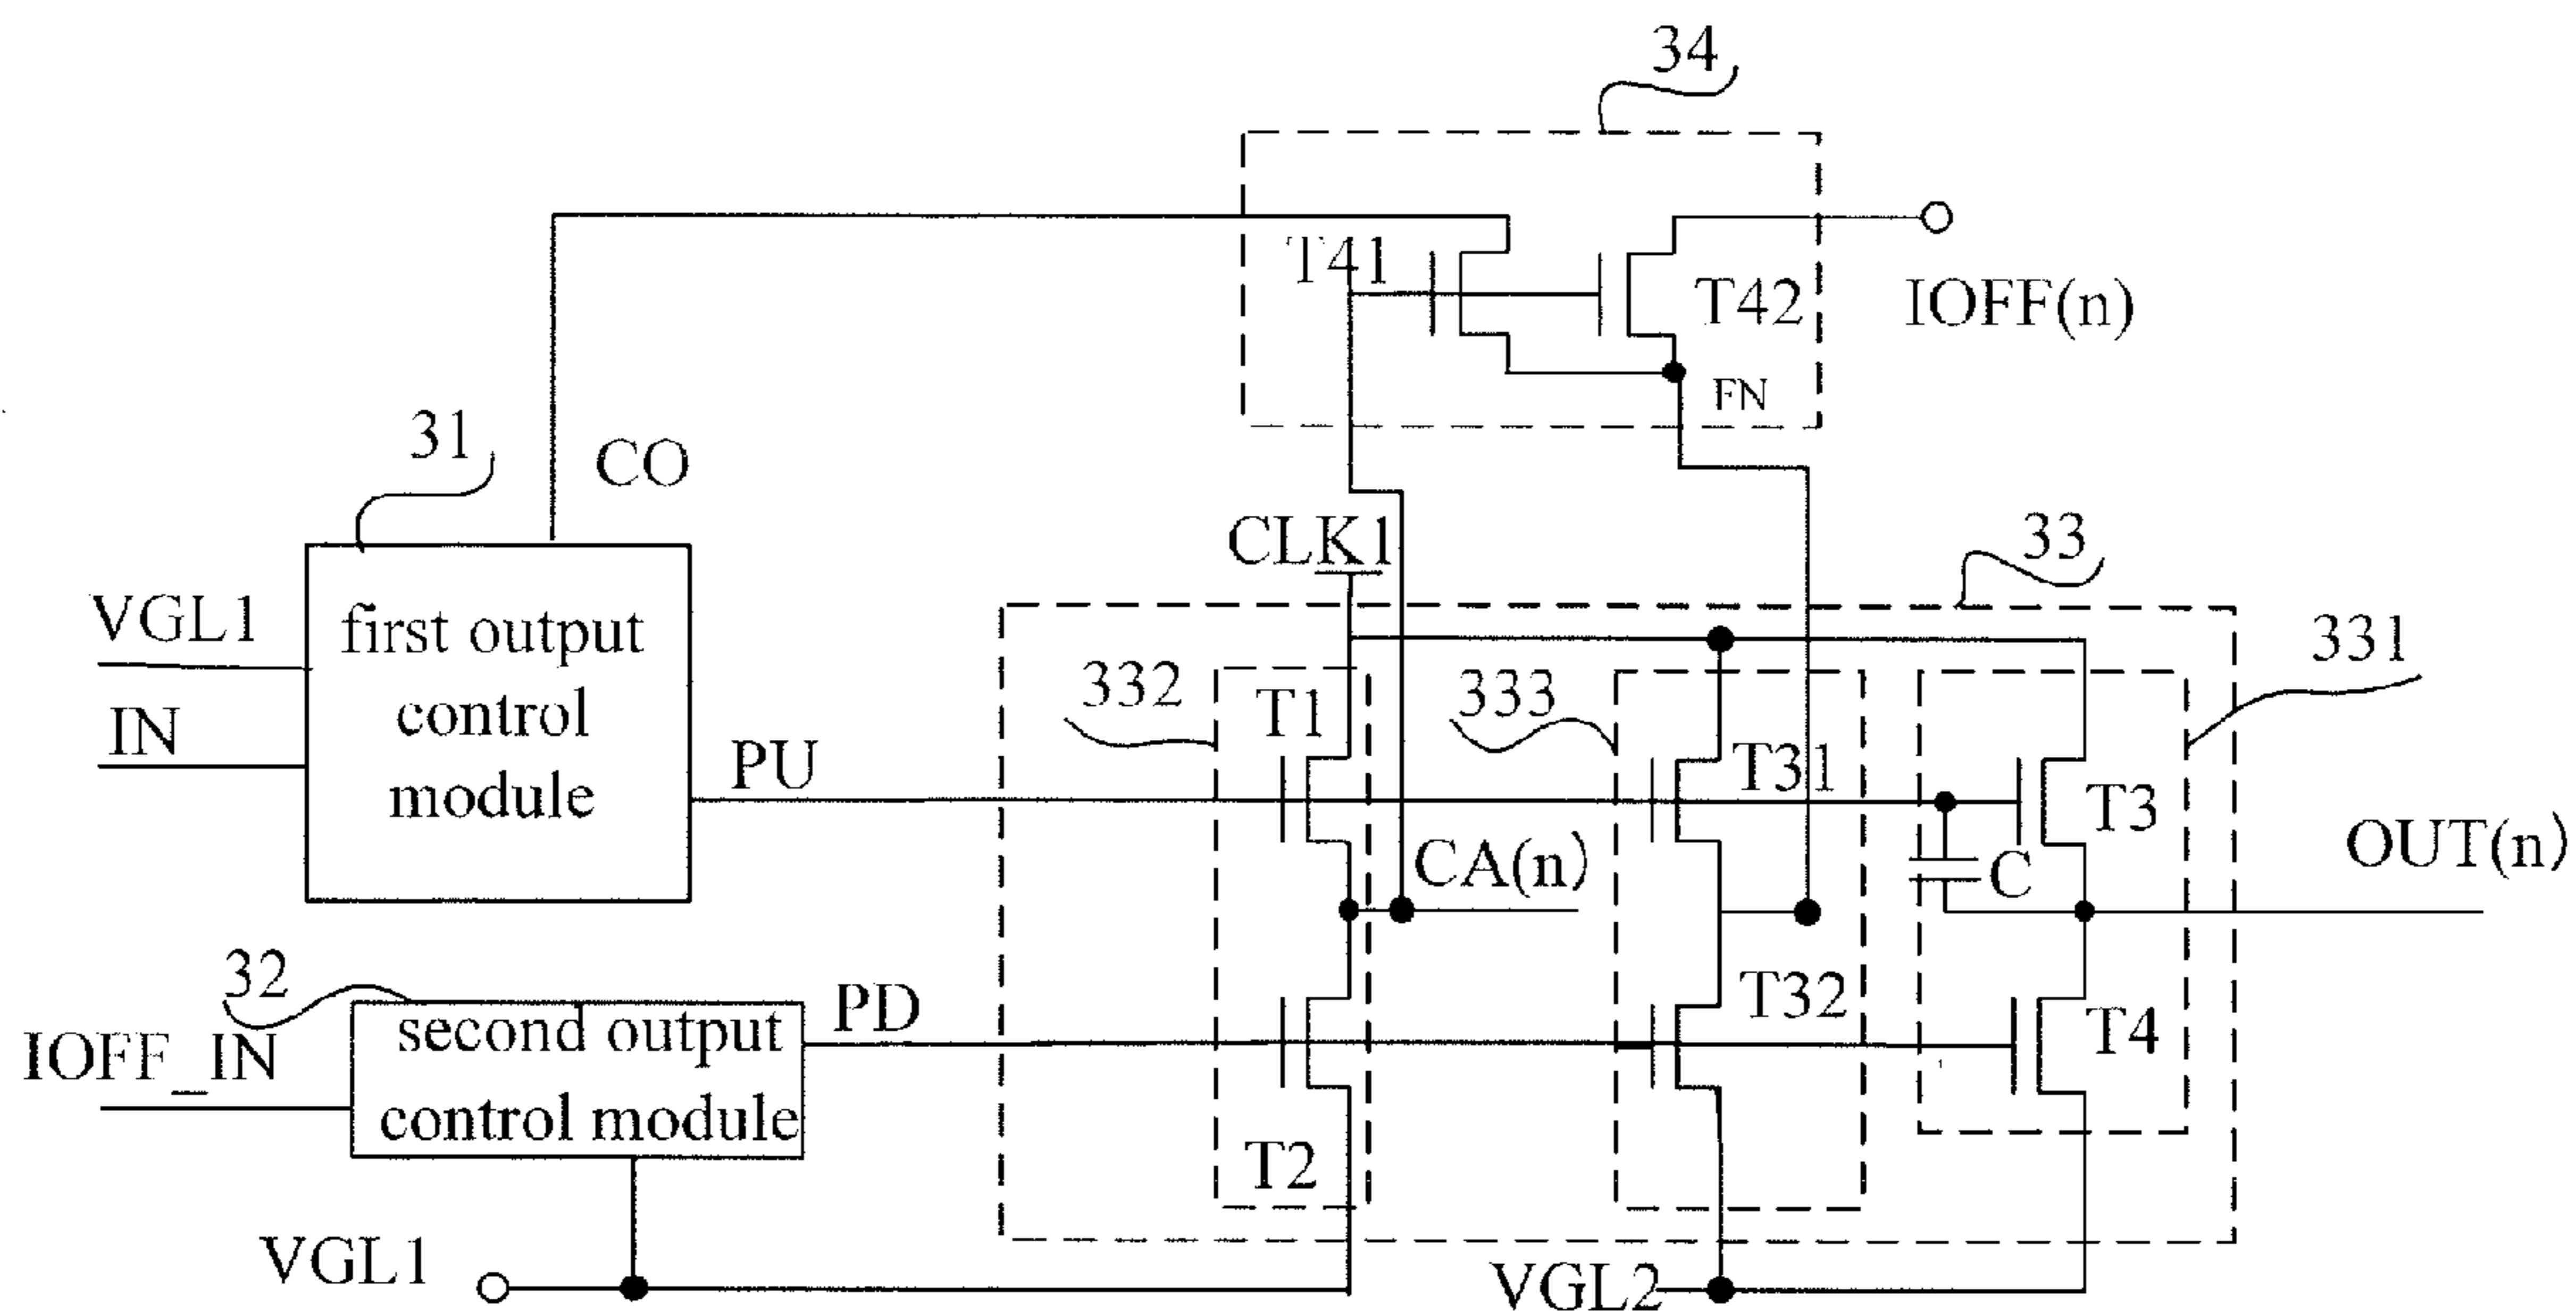 34
T41
T42
IOFF(n)
FN
31
CO
CLK1
33
VGL1
first output
control
module
IN
332
T1
333
331
PU
T31
T3
CA(n)
C
OUT(n)
32
IOFF_IN
second output
control module
PD
T32
T4
T2
VGL1
VGL2